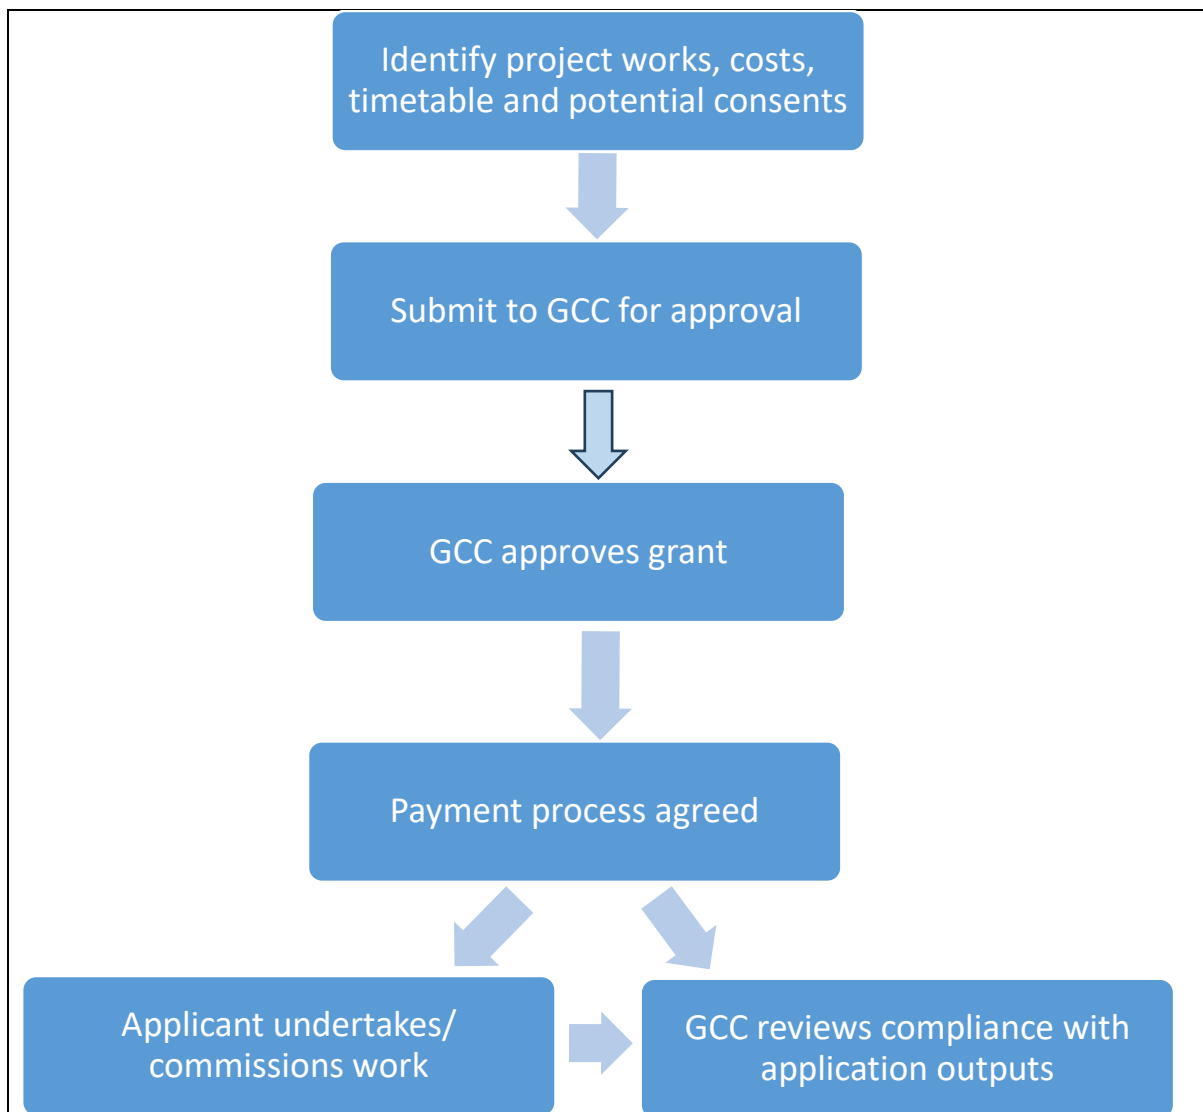 Identify project works, costs,
timetable and potential consents
Submit to GCC for approval
GCC approves grant
Payment process agreed
Applicant undertakes/
commissions work
GCC reviews compliance with
application outputs